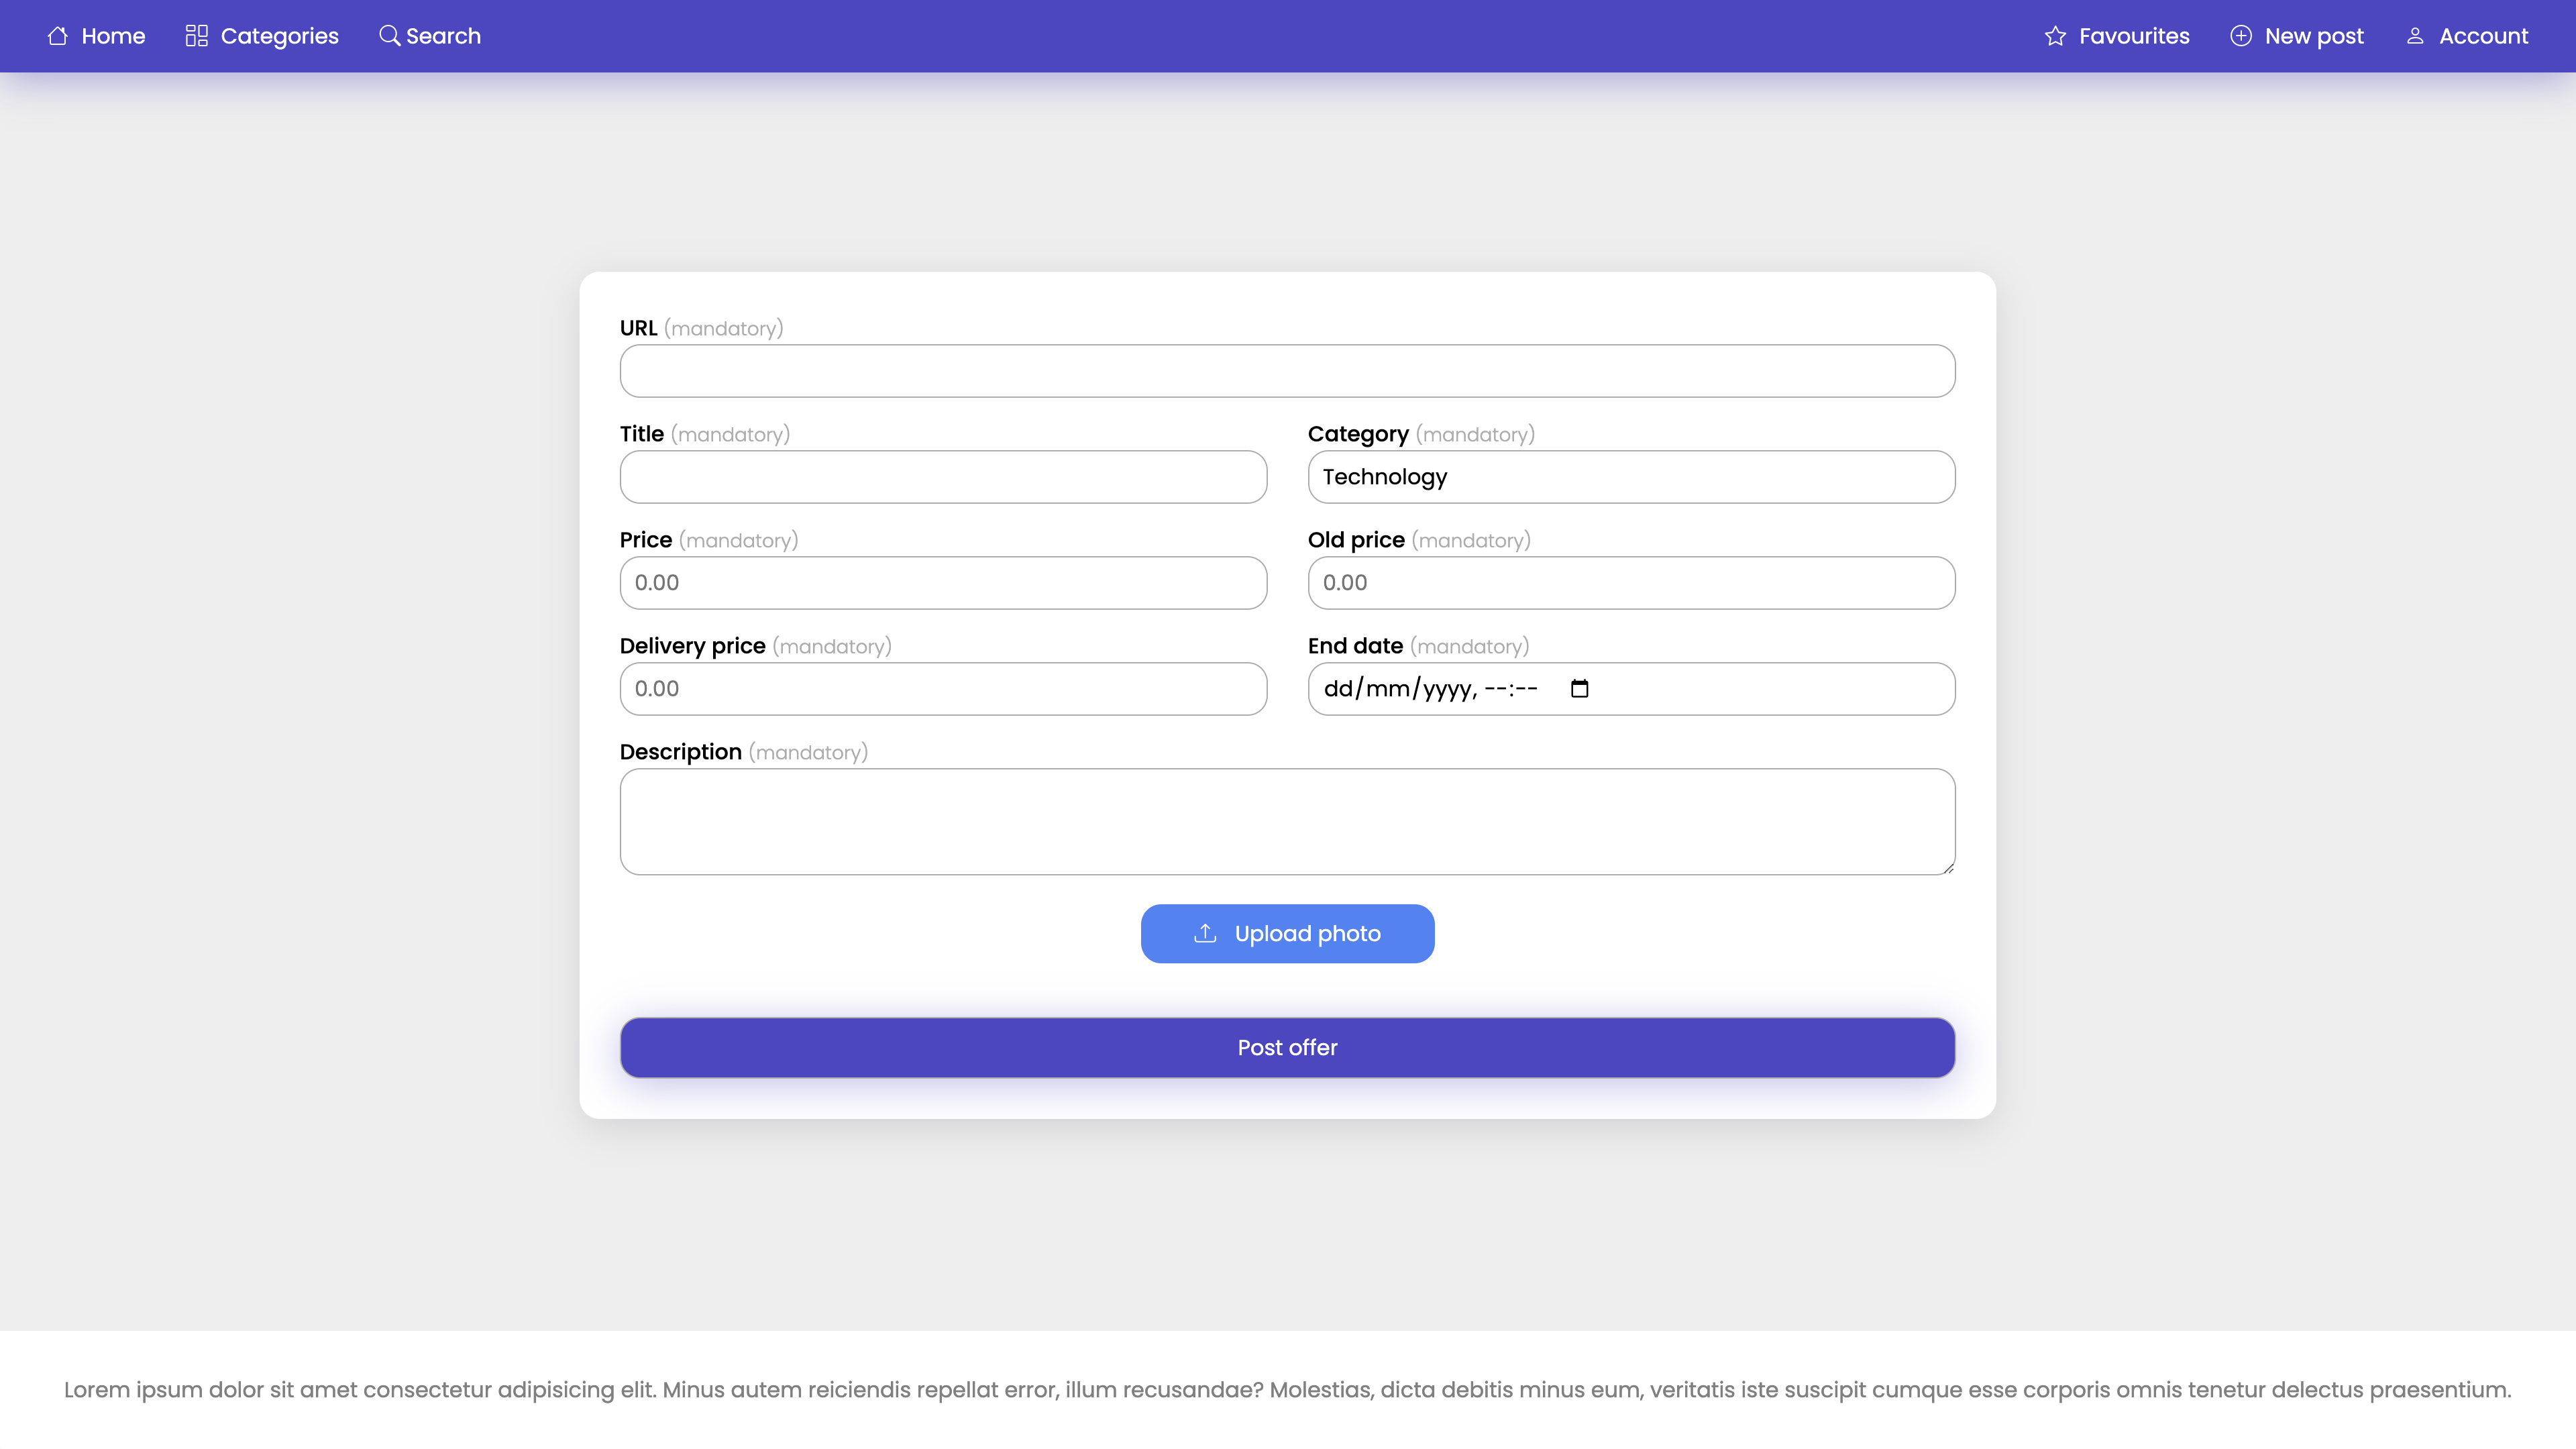 Home Categories Search Favourites New post Account
URL (mandatory)
Title (mandatory) Category (mandatory)
Technology
Price (mandatory) Old price (mandatory)
0.00 0.00
Delivery price (mandatory) End date (mandatory)
0.00 dd/mm/yyyy, --:--
Description (mandatory)
Upload photo
Post offer
Lorem ipsum dolor sit amet consectetur adipisicing elit. Minus autem reiciendis repellat error, illum recusandae? Molestias, dicta debitis minus eum, veritatis iste suscipit cumque esse corporis omnis tenetur delectus praesentium.